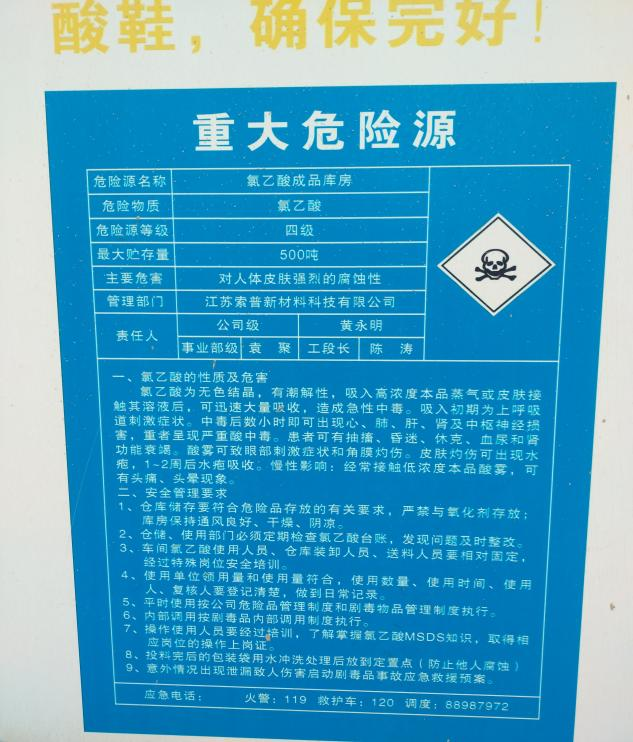 酸鞋，确保完好！
重大危险源
危险源名称 氯乙酸成品库房
危险物质 氯乙酸
危险源等级 四级
最大贮存量 500吨
主要危害 对人体皮肤强烈的腐蚀性
管理部门 江苏索普新材料科技有限公司
责任人 公司级 黄永明
事业部级 袁 聚 工段长 陈 涛
一、氯乙酸的性质及危害
氯乙酸为无色结晶，有潮解性，吸入高浓度本品蒸气或皮肤接
触其溶液后，可迅速大量吸收，造成急性中毒。吸入初期为上呼吸
道刺激症状。中毒后数小时即可出现心、肺、肝、肾及中枢神经损
害，重者呈现严重酸中毒。患者可有抽搐、昏迷、休克、血尿和肾
功能衰竭。酸雾可致眼部刺激症状和角膜灼伤。皮肤灼伤可出现水
疱，1~2周后水疱吸收。慢性影响：经常接触低浓度本品酸雾，可
有头痛、头晕现象。
二、安全管理要求
1、仓库储存要符合危险品存放的有关要求，严禁与氧化剂存放；
库房保持通风良好、干燥、阴凉。
2、仓储、使用部门必须定期检查氯乙酸台账，发现问题及时整改。
3、车间氯乙酸使用人员、仓库装卸人员、送料人员要相对固定，
经过特殊岗位安全培训。
4、使用单位领用量和使用量符合，使用数量、使用时间、使用
人、复核人要登记清楚，做到日常记录。
5、平时使用按公司危险品管理制度和剧毒物品管理制度执行。
6、内部调用按剧毒品内部调用制度执行。
7、操作使用人员要经过培训，了解掌握氯乙酸MSDS知识，取得相
应岗位的操作上岗证。
8、投料完后的包装袋用水冲洗处理后放到定置点（防止他人腐蚀）
9、意外情况出现泄漏致人伤害启动剧毒品事故应急救援预案。
应急电话： 火警：119 救护车：120 调度：88987972